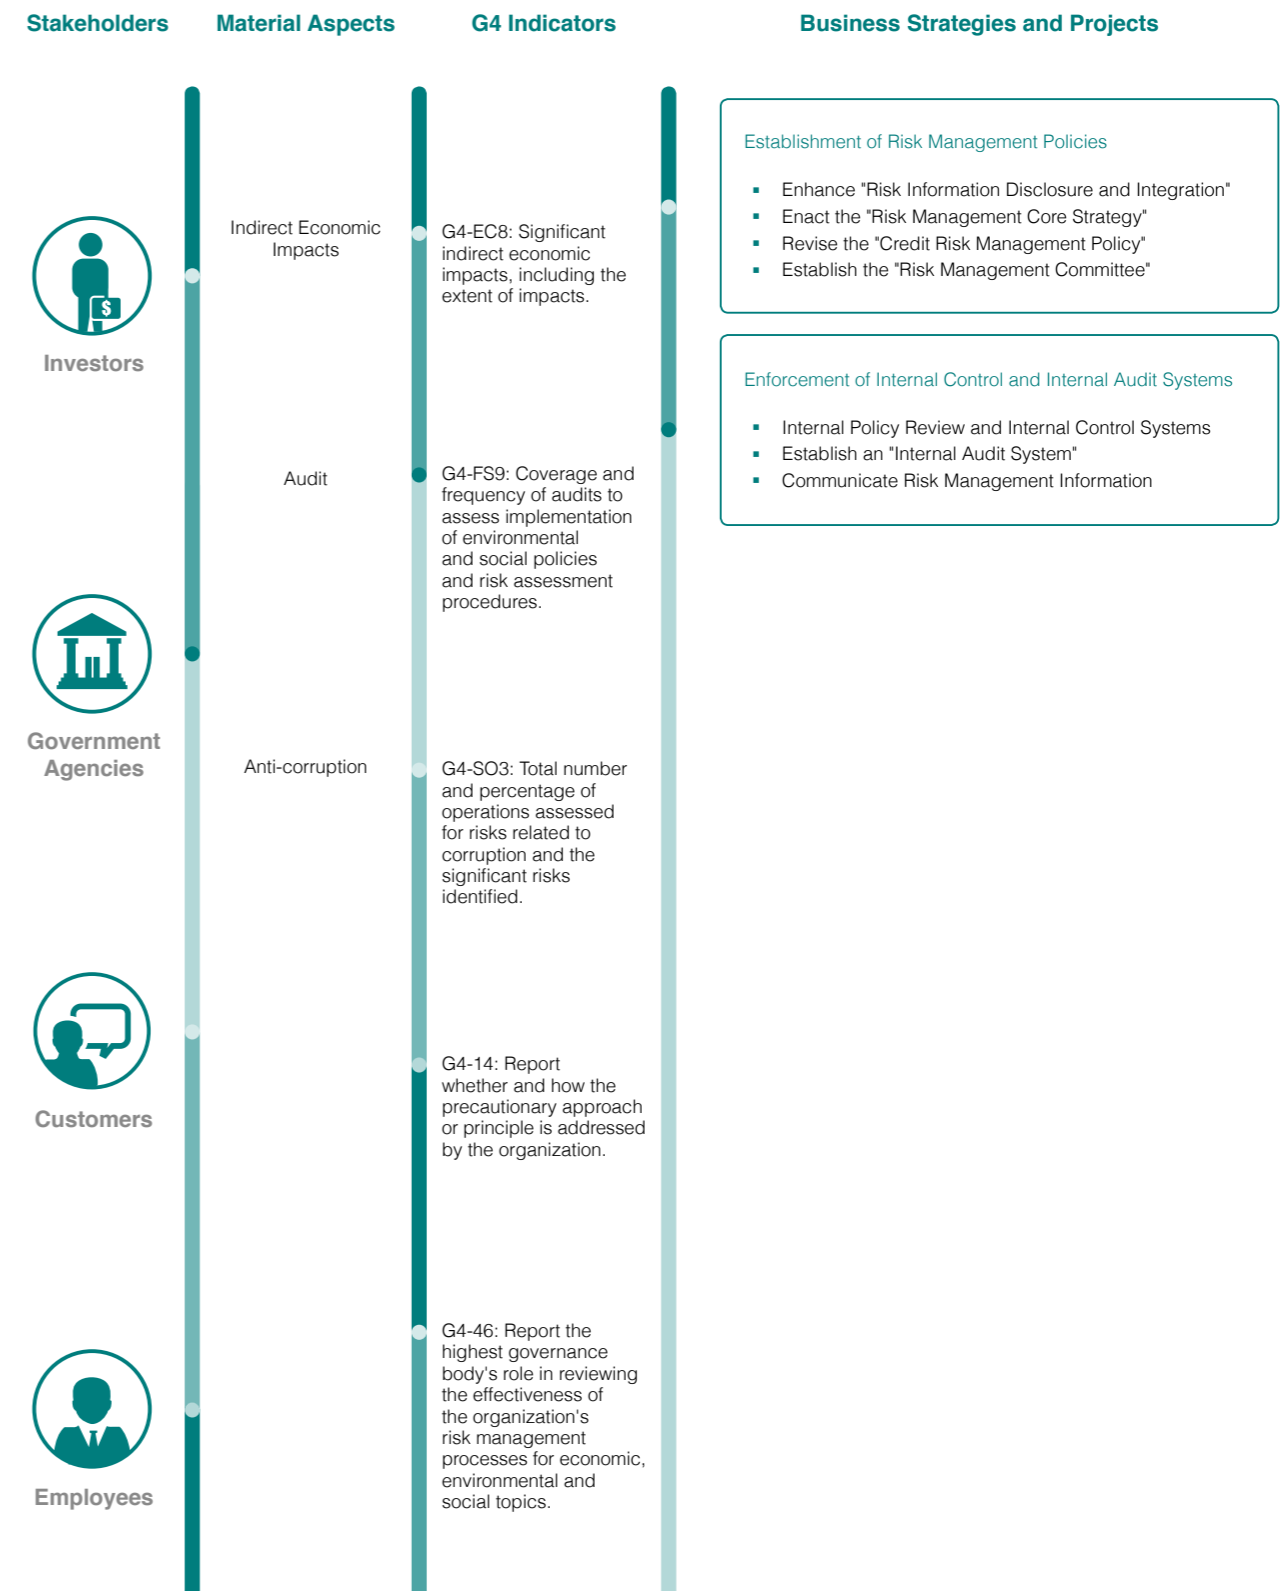 Stakeholders
Material Aspects
G4 Indicators
Business Strategies and Projects
Investors
Government
Agencies
Customers
Employees
Indirect Economic
Impacts
Audit
Anti-corruption
G4-EC8: Significant
indirect economic
impacts, including the
extent of impacts.
G4-FS9: Coverage and
frequency of audits to
assess implementation
of environmental
and social policies
and risk assessment
procedures.
G4-SO3: Total number
and percentage of
operations assessed
for risks related to
corruption and the
significant risks
identified.
G4-14: Report
whether and how the
precautionary approach
or principle is addressed
by the organization.
G4-46: Report the
highest governance
body's role in reviewing
the effectiveness of
the organization's
risk management
processes for economic,
environmental and
social topics.
Establishment of Risk Management Policies
▪ Enhance "Risk Information Disclosure and Integration"
▪ Enact the "Risk Management Core Strategy"
▪ Revise the "Credit Risk Management Policy"
▪ Establish the "Risk Management Committee"
Enforcement of Internal Control and Internal Audit Systems
▪ Internal Policy Review and Internal Control Systems
▪ Establish an "Internal Audit System"
▪ Communicate Risk Management Information
$